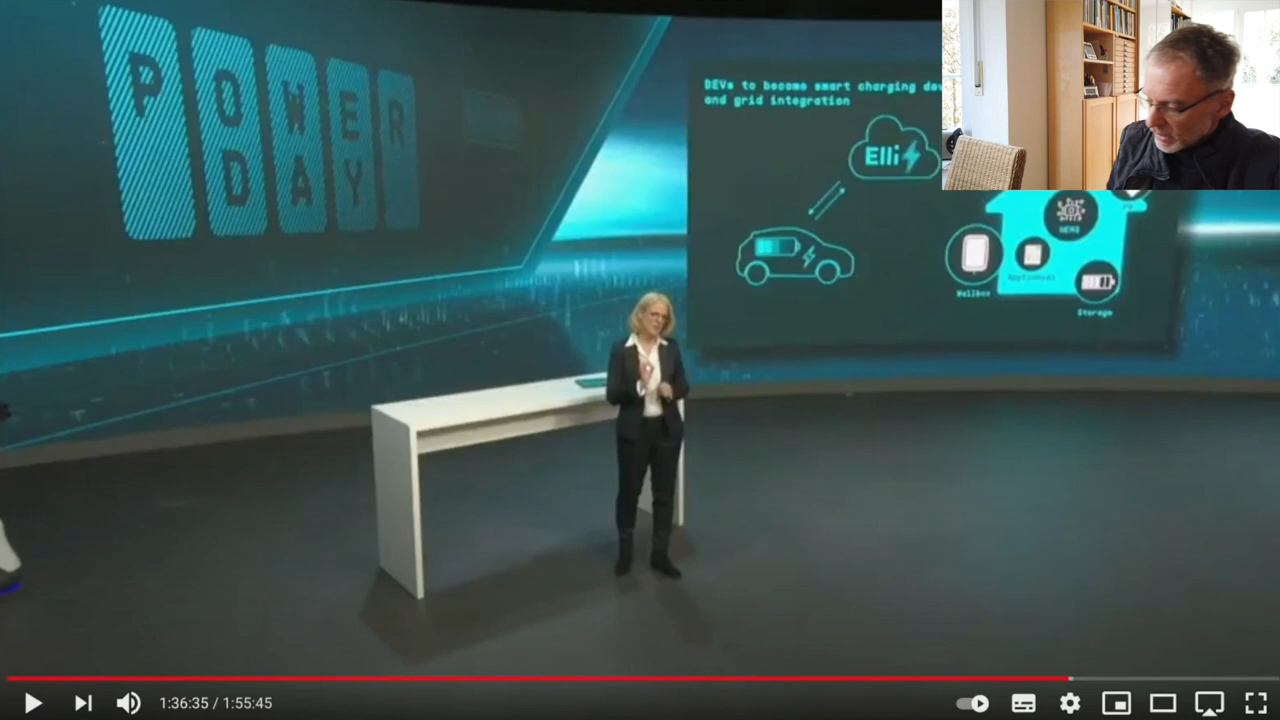 POWER
DAY
BEVs to become smart charging
and grid integration
Elli
HEMS
Appliances
Wallbox
Storage
1:36:35 / 1:55:45